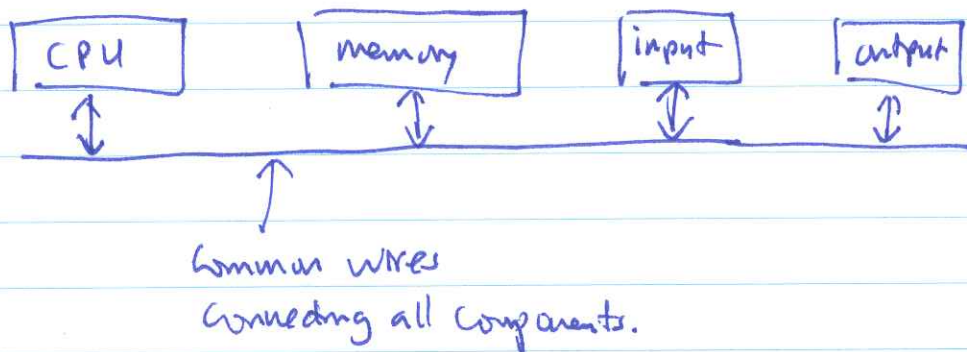 CPU memory input output
Common wires
Connecting all components.